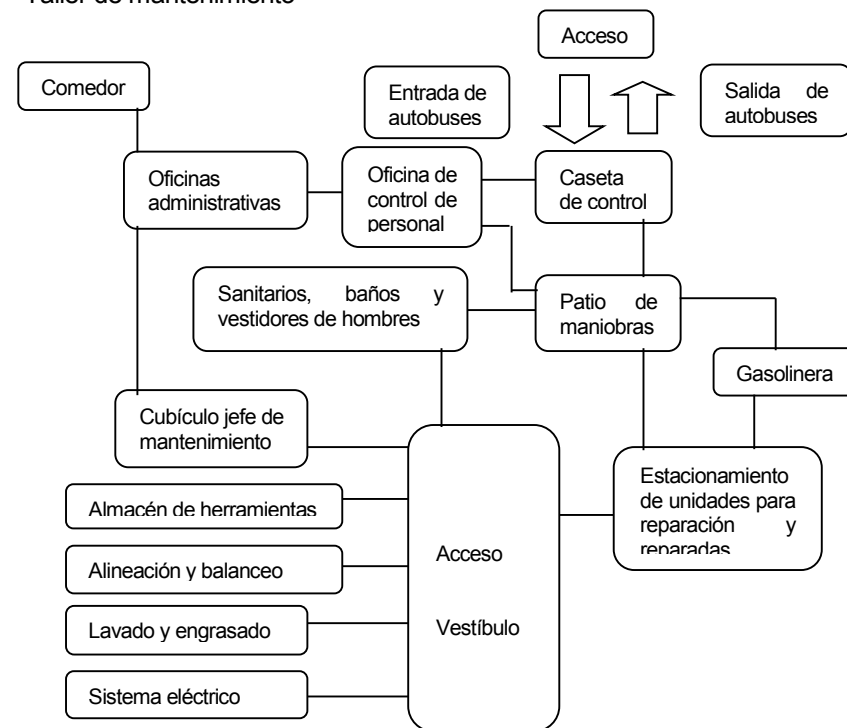 Taller de mantenimiento
Acceso
Comedor
Entrada de
autobuses
Salida de
autobuses
Oficinas
administrativas
Oficina de
control de
personal
Caseta
de control
Sanitarios, baños y
vestidores de hombres
Patio de
maniobras
Gasolinera
Cubículo jefe de
mantenimiento
Estacionamiento
de unidades para
reparación y
reparadas
Almacén de herramientas
Acceso
Alineación y balanceo
Vestíbulo
Lavado y engrasado
Sistema eléctrico